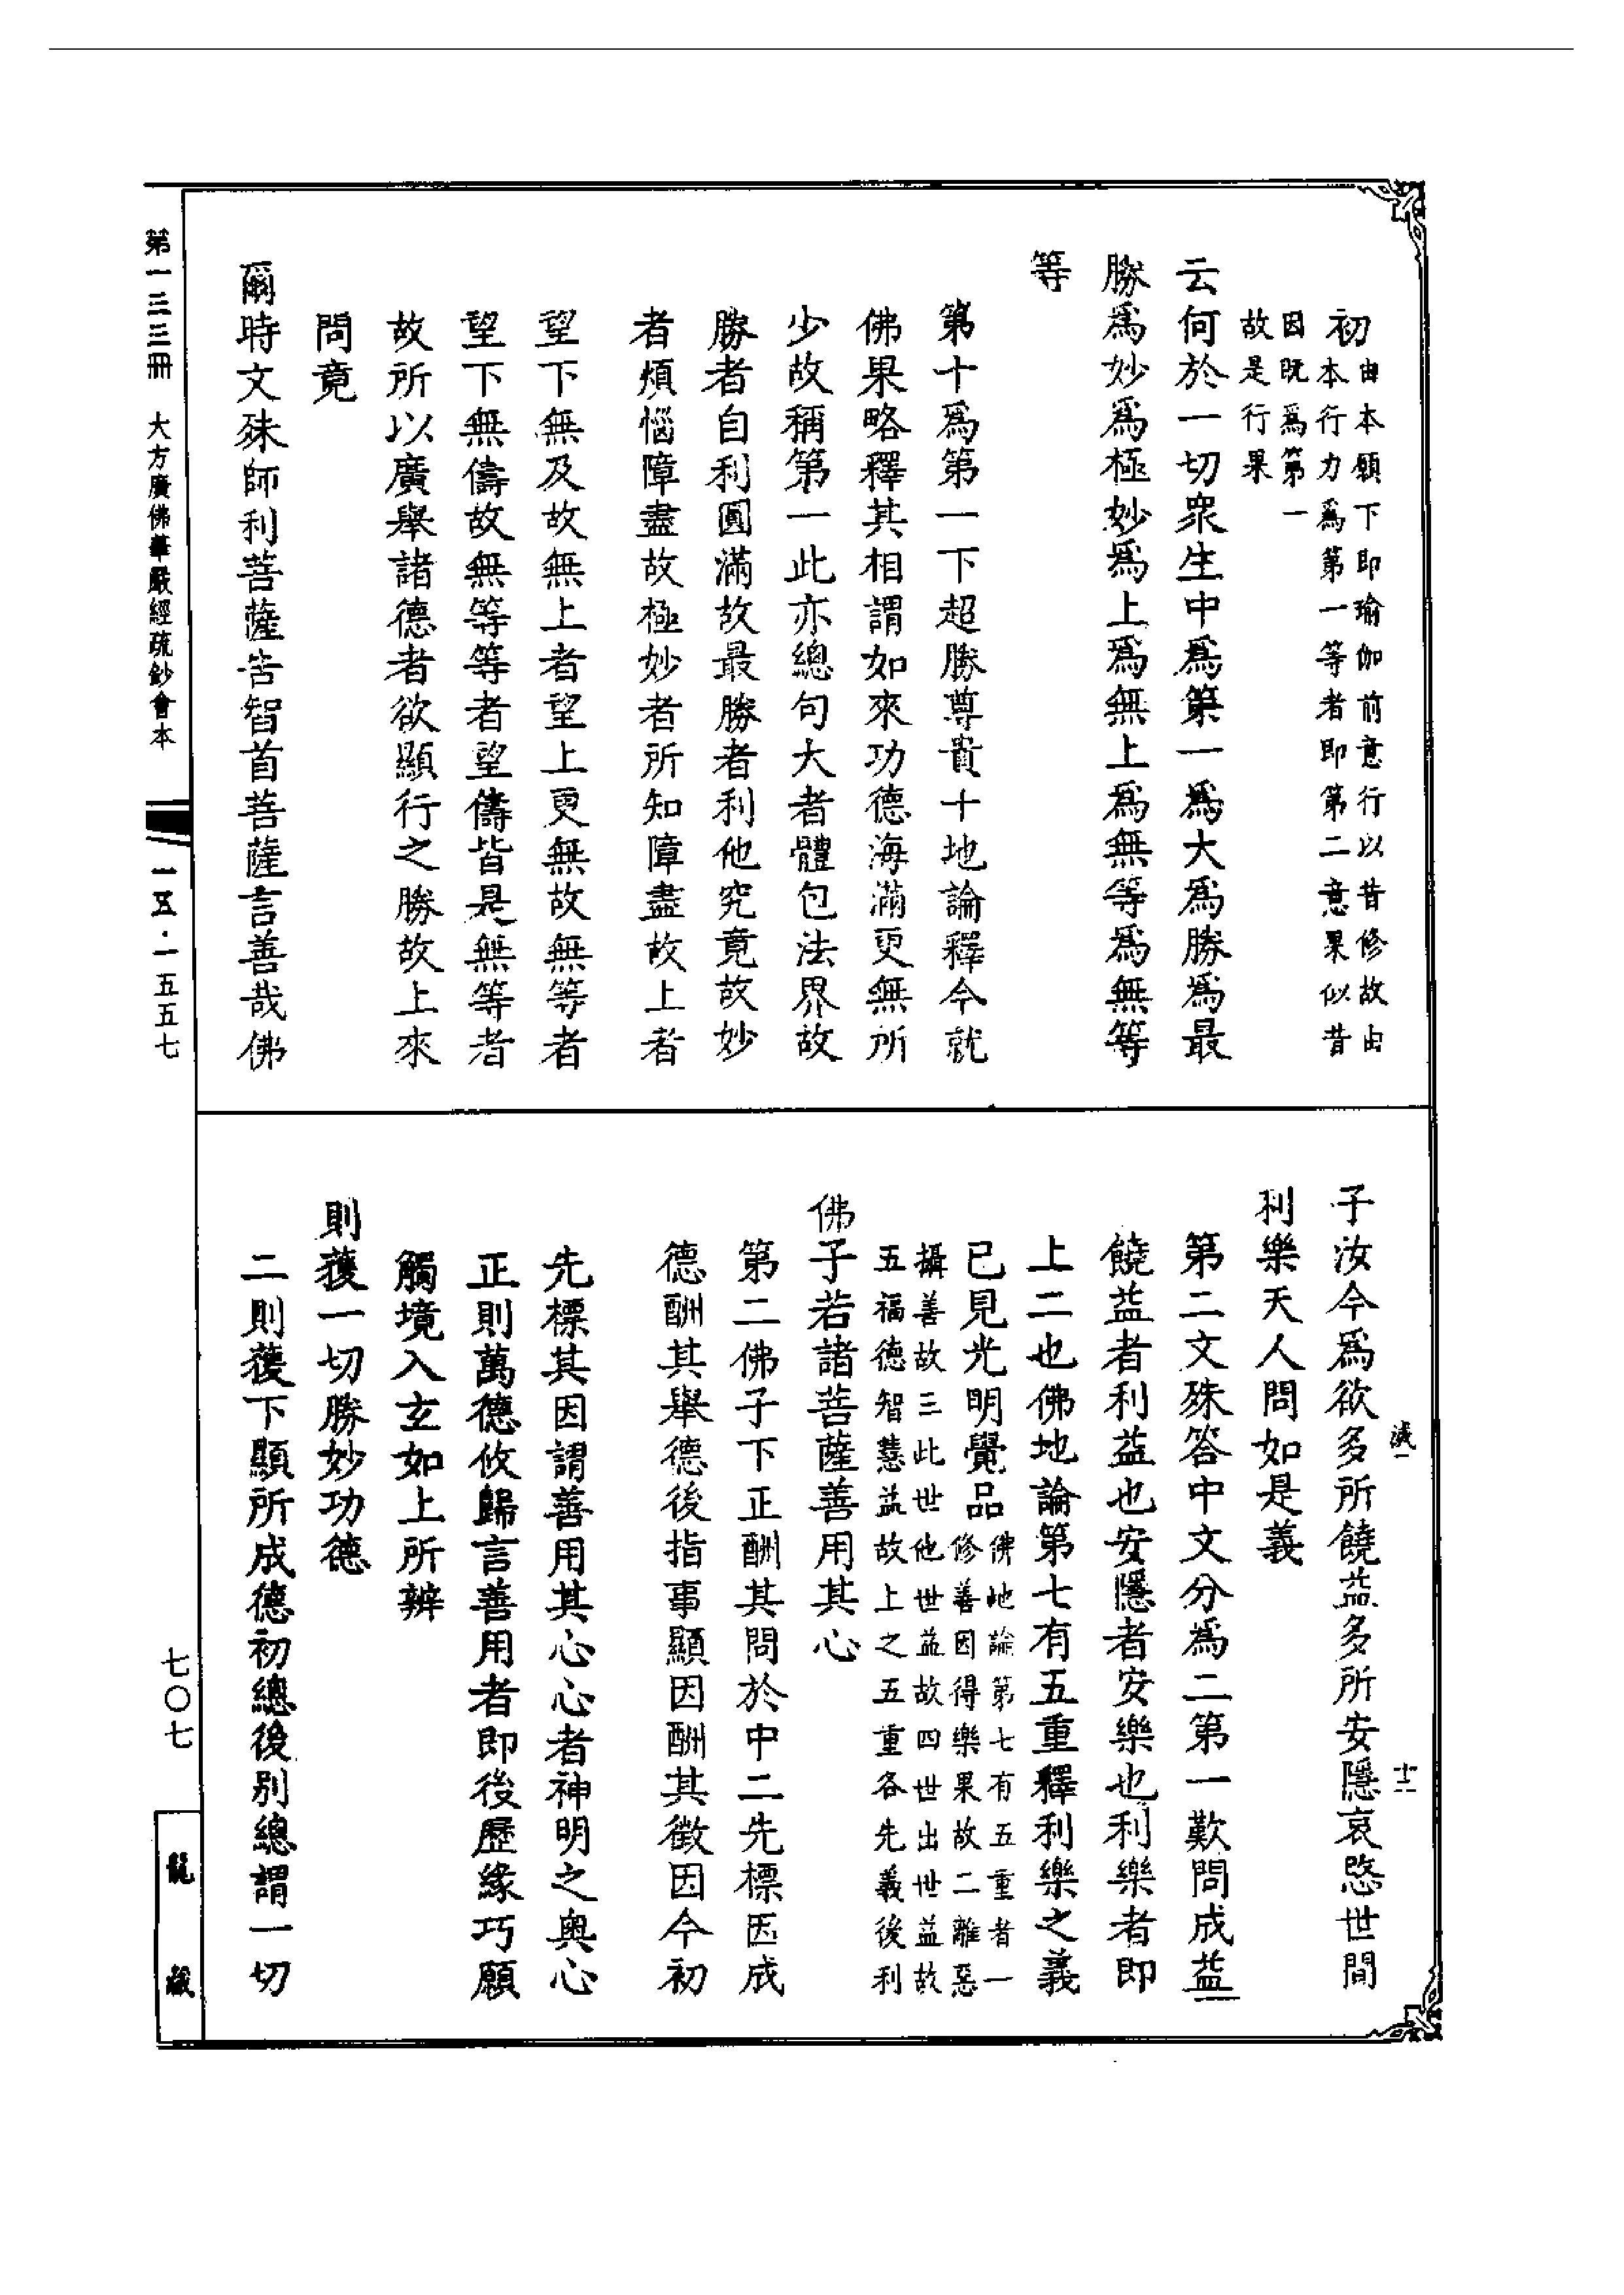 初
由本願下即瑜伽前意行以昔修故由
本行力爲第一等者即第二意果似昔
因既爲第一
故是行果
云何於一切衆生中爲第一爲大爲勝爲最
勝爲妙爲極妙爲上爲無上爲無等爲無等
等
第十爲第一下超勝尊貴十地論釋今就
佛果略釋其相謂如來功德海滿更無所
少故稱第一此亦總句大者體包法界故
勝者自利圓滿故最勝者利他究竟故妙
者煩惱障盡故極妙者所知障盡故上者
望下無及故無上者望上更無故無等者
望下無儔故無等等者望儔皆是無等者
故所以廣舉諸德者欲顯行之勝故上來
問竟
爾時文殊師利菩薩告智首菩薩言善哉佛
子汝今爲欲多所饒益多所安隱哀愍世間
利樂天人問如是義
第二文殊答中文分爲二第一歎問成益
饒益者利益也安隱者安樂也利樂者即
上二也佛地論第七有五重釋利樂之義
已見光明覺品
佛地論第七有五重者一
修善因得樂果故二離惡
攝善故三此世他世益故四世出世益故
五福德智慧益故上之五重各先義後利
佛子若諸菩薩善用其心
第二佛子下正酬其問於中二先標因成
德酬其舉德後指事顯因酬其徵因今初
先標其因謂善用其心心者神明之奧心
正則萬德攸歸言善用者即後歷緣巧願
觸境入玄如上所辨
則獲一切勝妙功德
二則獲下顯所成德初總後別總謂一切
第一三三冊　大方廣佛華嚴經疏鈔會本
一五·一五五七
七〇七
龍藏
十二